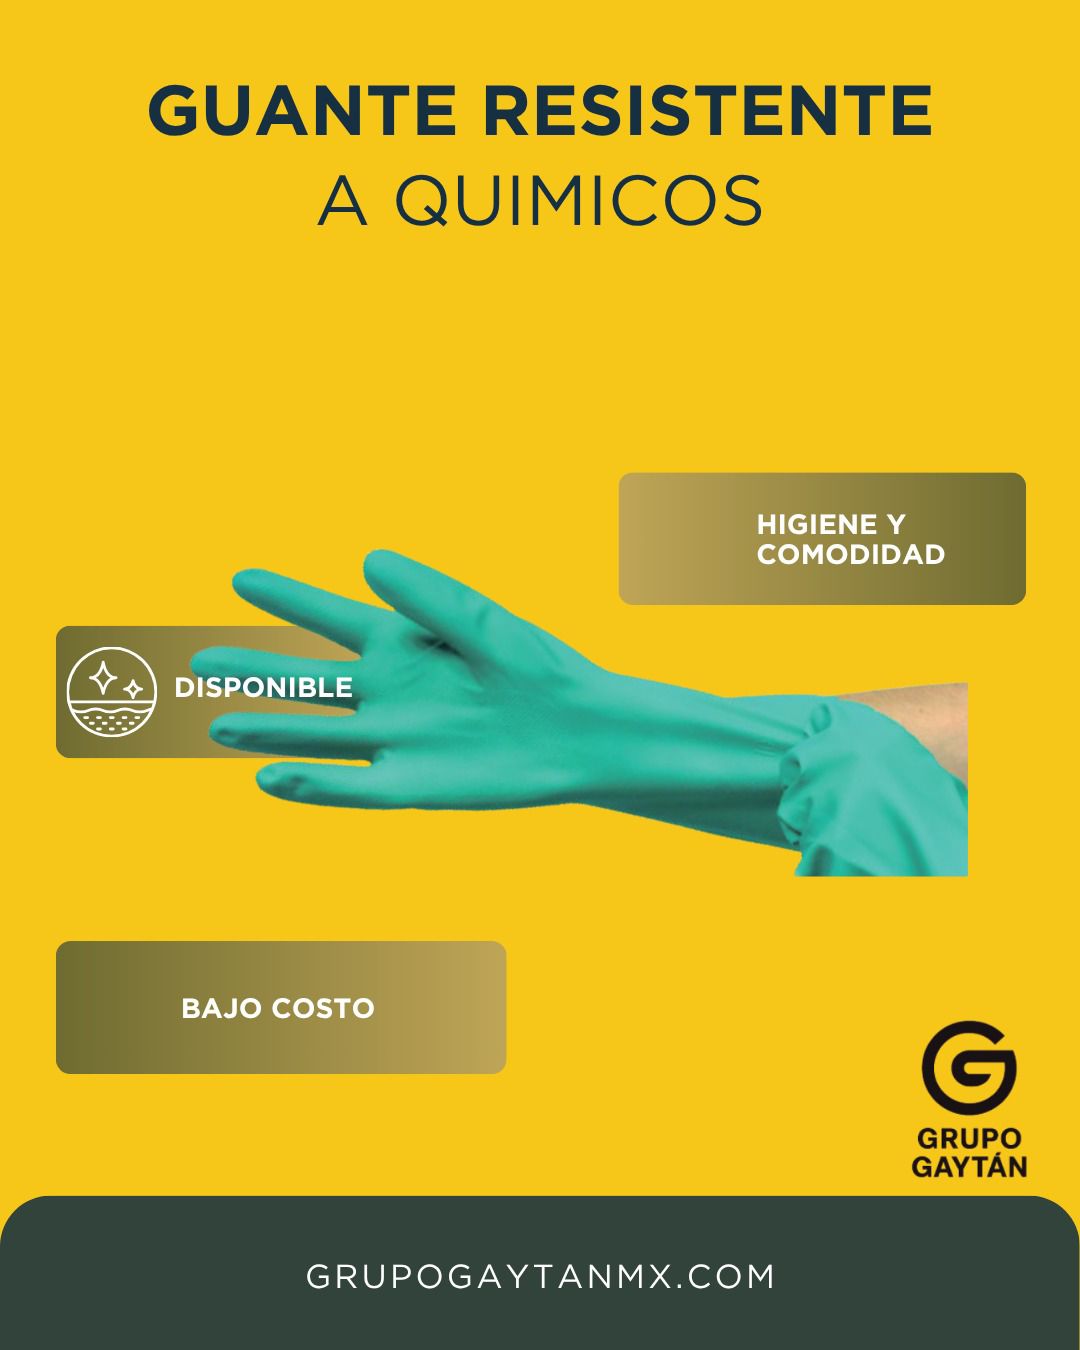 GUANTE RESISTENTE
A QUIMICOS
HIGIENE Y
COMODIDAD
DISPONIBLE
BAJO COSTO
GRUPO
GAYTÁN
GRUPOGAYTANMX.COM